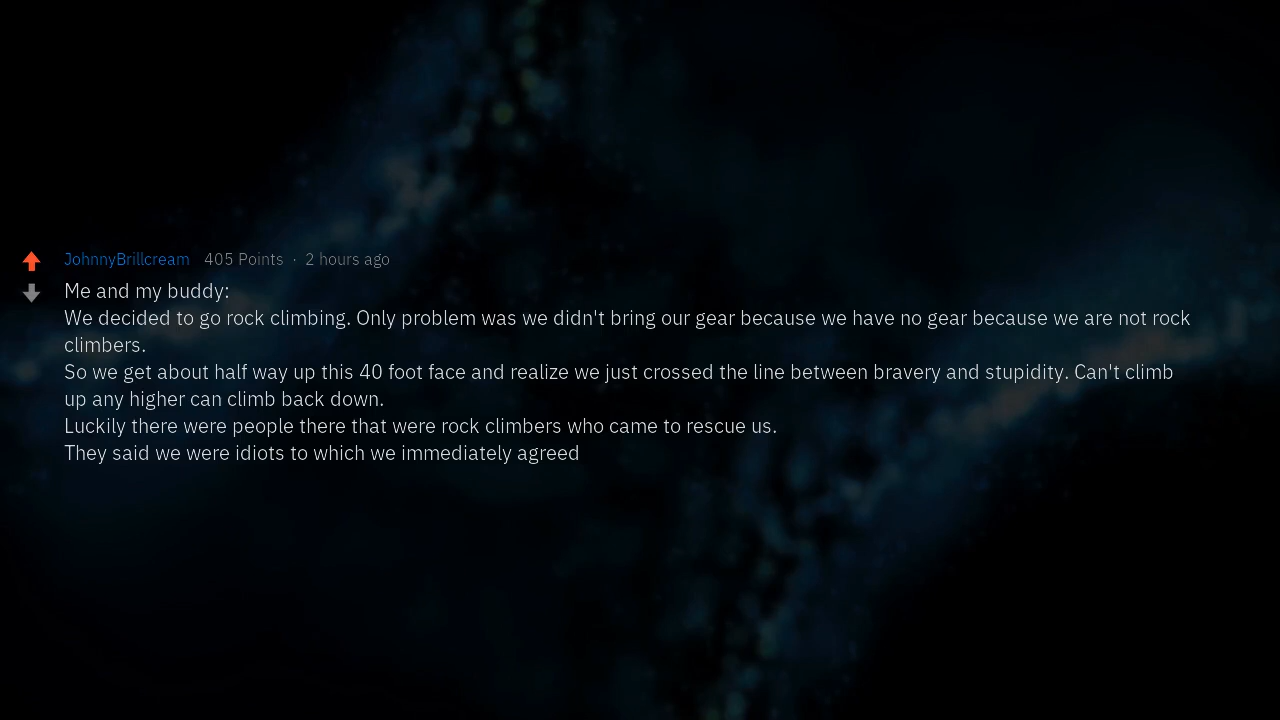 JohnnyBrillcream 405 Points · 2 hours ago
Me and my buddy:
We decided to go rock climbing. Only problem was we didn't bring our gear because we have no gear because we are not rock
climbers.
So we get about half way up this 40 foot face and realize we just crossed the line between bravery and stupidity. Can't climb
up any higher can climb back down.
Luckily there were people there that were rock climbers who came to rescue us.
They said we were idiots to which we immediately agreed